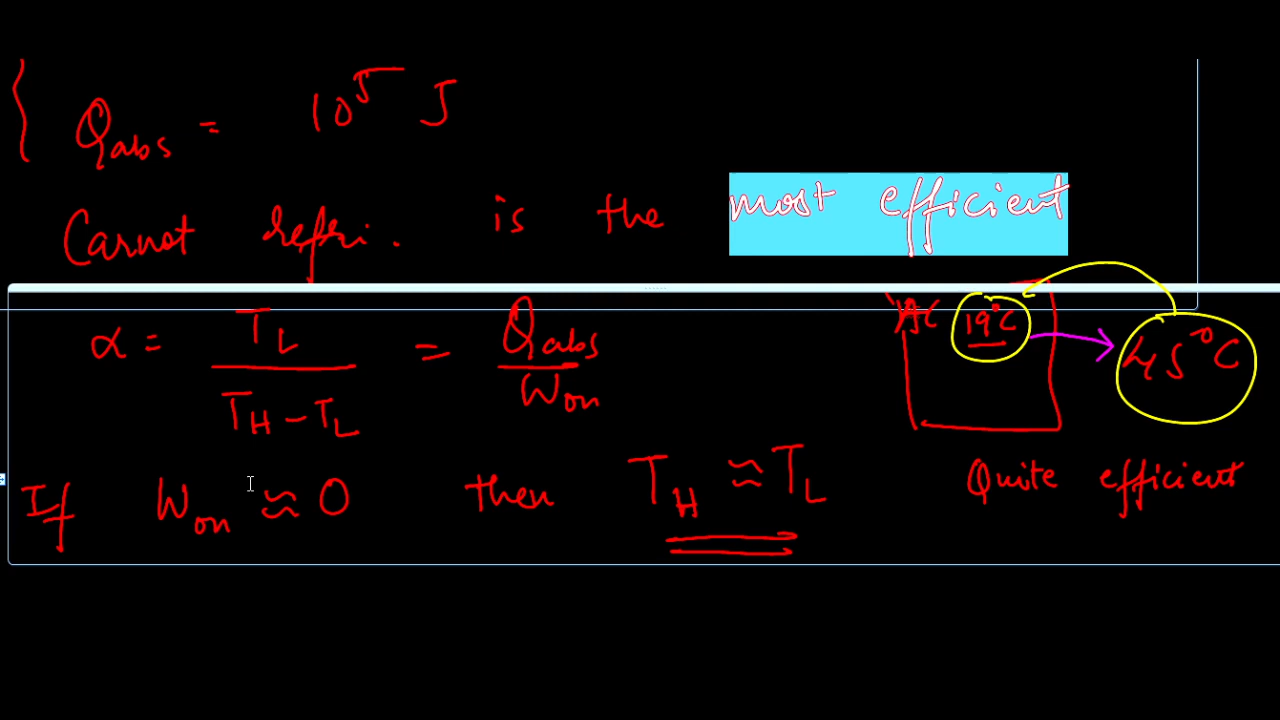 Qabs = 10⁵ J
Carnot refri. is the most efficient
α = TL / (TH − TL) = Qabs / Won
19°C 45°C
If Won ≈ 0 then TH ≈ TL
Quite efficient